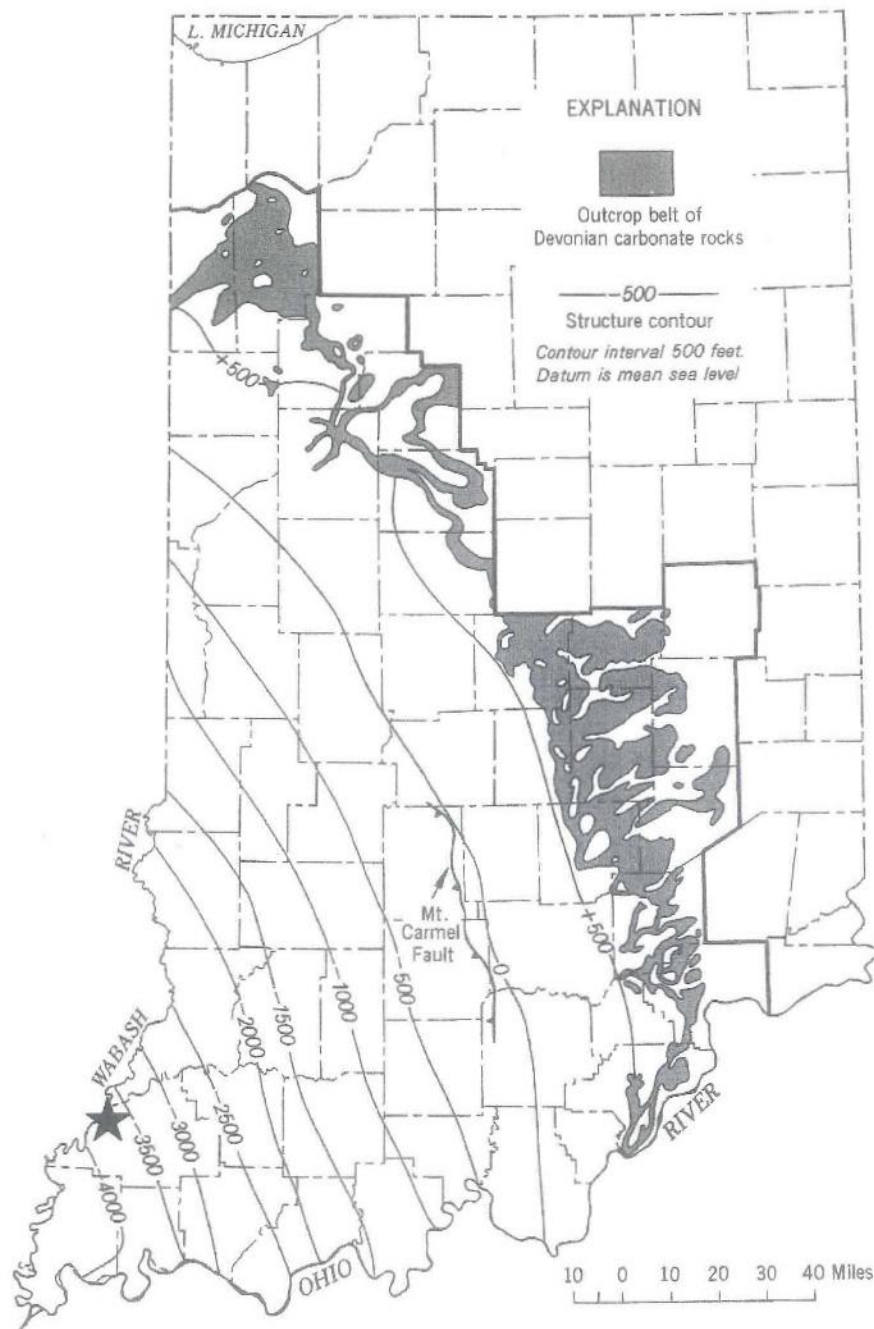 L. MICHIGAN
EXPLANATION
Outcrop belt of
Devonian carbonate rocks
500
Structure contour
Contour interval 500 feet.
Datum is mean sea level
+500
RIVER
Mt.
Carmel
Fault
+500
0
-500
-1000
-1500
-2000
WABASH
-2500
-3000
-3500
-4000
RIVER
OHIO
10 0 10 20 30 40 Miles